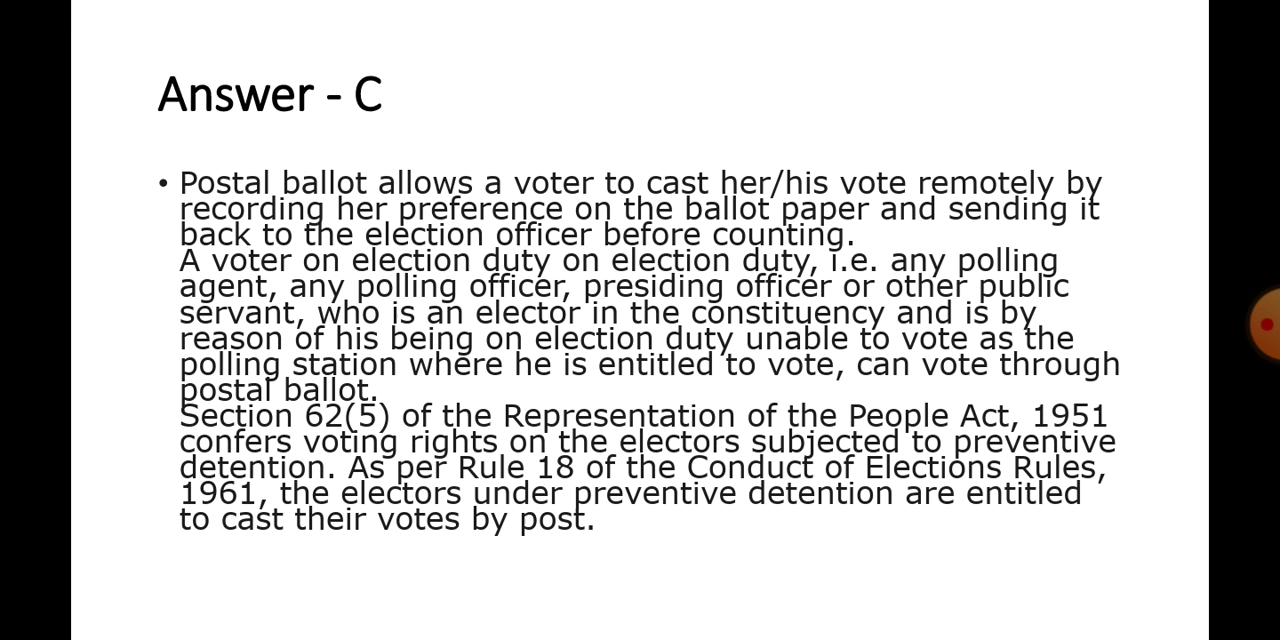 Answer - C
• Postal ballot allows a voter to cast her/his vote remotely by
recording her preference on the ballot paper and sending it
back to the election officer before counting.
A voter on election duty on election duty, i.e. any polling
agent, any polling officer, presiding officer or other public
servant, who is an elector in the constituency and is by
reason of his being on election duty unable to vote as the
polling station where he is entitled to vote, can vote through
postal ballot.
Section 62(5) of the Representation of the People Act, 1951
confers voting rights on the electors subjected to preventive
detention. As per Rule 18 of the Conduct of Elections Rules,
1961, the electors under preventive detention are entitled
to cast their votes by post.